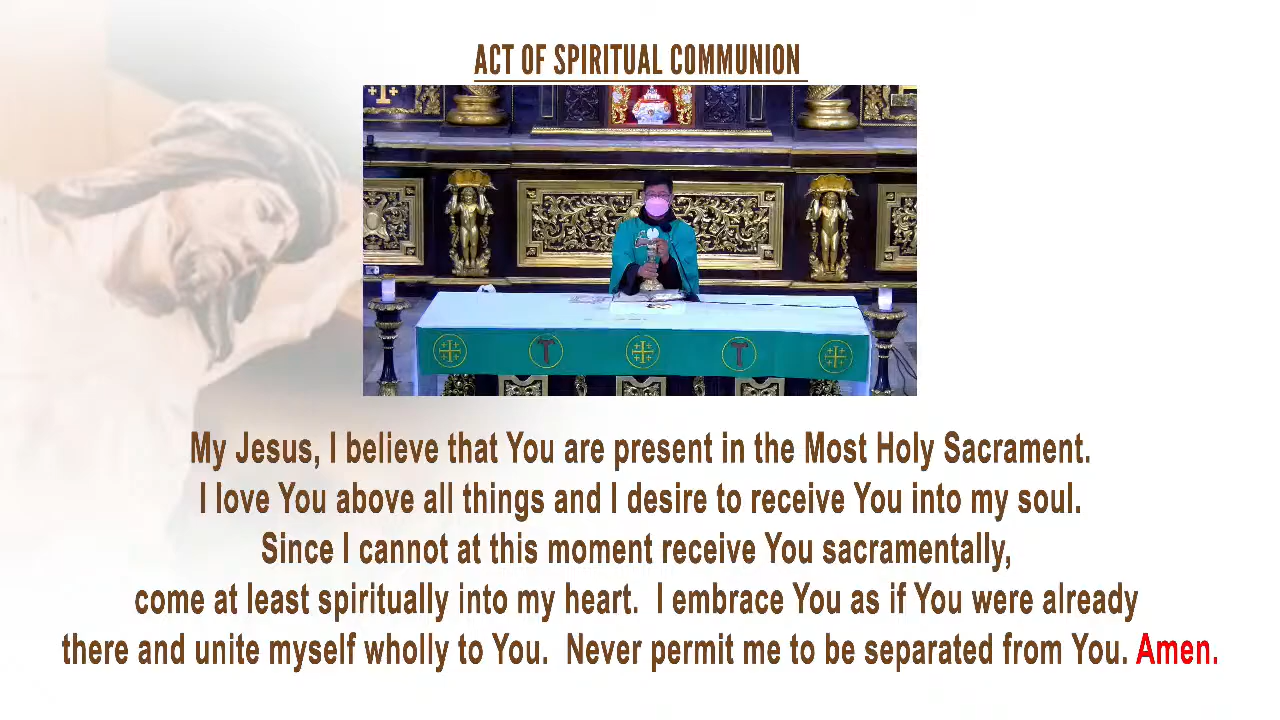 ACT OF SPIRITUAL COMMUNION
My Jesus, I believe that You are present in the Most Holy Sacrament.
I love You above all things and I desire to receive You into my soul.
Since I cannot at this moment receive You sacramentally,
come at least spiritually into my heart.  I embrace You as if You were already
there and unite myself wholly to You.  Never permit me to be separated from You. Amen.